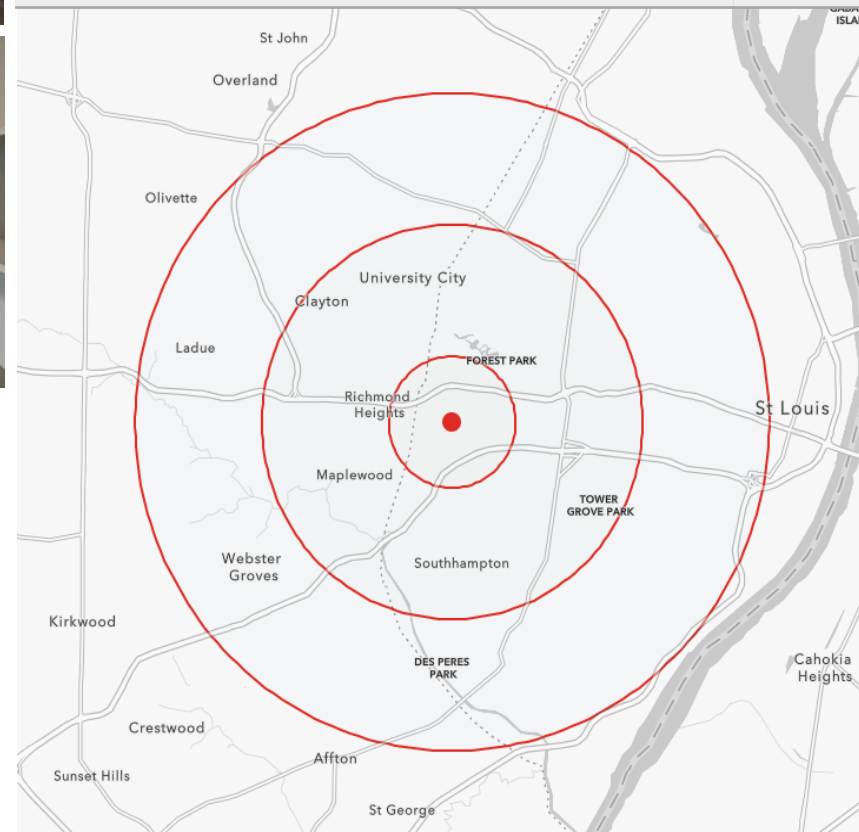 ISLA
St John
Overland
Olivette
University City
Clayton
Ladue
FOREST PARK
Richmond
Heights
St Louis
Maplewood
TOWER
GROVE PARK
Webster
Groves
Southhampton
Kirkwood
DES PERES
PARK
Cahokia
Heights
Crestwood
Affton
Sunset Hills
St George